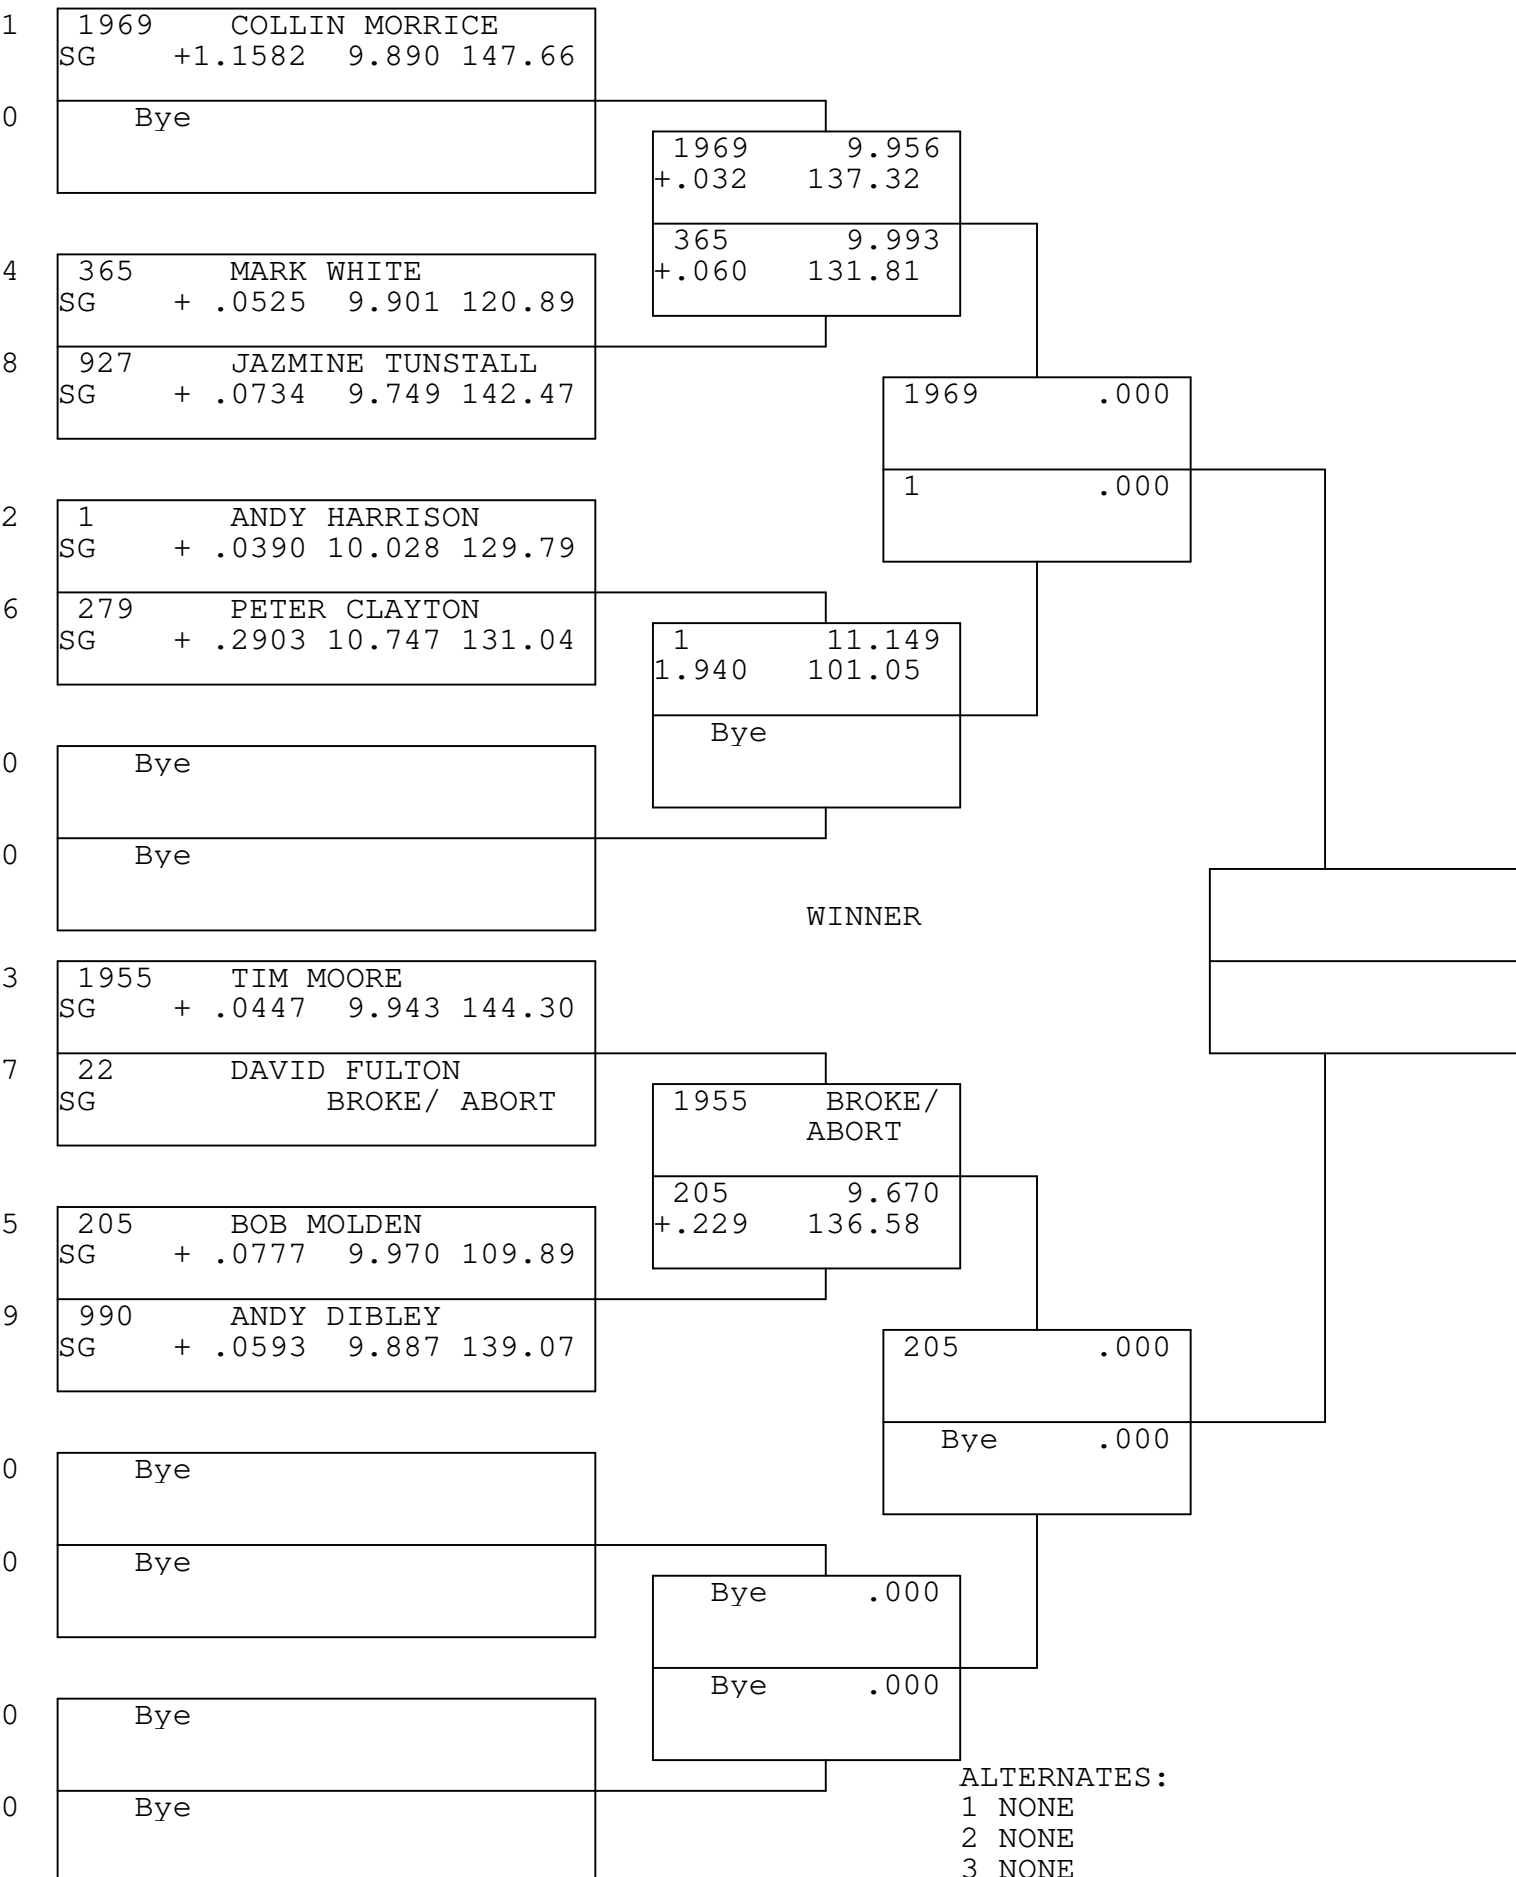 1 1969 COLLIN MORRICE
SG +1.1582 9.890 147.66
0 Bye
1969 9.956
+.032 137.32
365 9.993
+.060 131.81
4 365 MARK WHITE
SG + .0525 9.901 120.89
8 927 JAZMINE TUNSTALL
SG + .0734 9.749 142.47
1969 .000
1 .000
2 1 ANDY HARRISON
SG + .0390 10.028 129.79
6 279 PETER CLAYTON
SG + .2903 10.747 131.04
1 11.149
1.940 101.05
Bye
0 Bye
0 Bye
WINNER
3 1955 TIM MOORE
SG + .0447 9.943 144.30
7 22 DAVID FULTON
SG BROKE/ ABORT
1955 BROKE/
ABORT
205 9.670
+.229 136.58
5 205 BOB MOLDEN
SG + .0777 9.970 109.89
9 990 ANDY DIBLEY
SG + .0593 9.887 139.07
205 .000
Bye .000
0 Bye
0 Bye
Bye .000
Bye .000
0 Bye
0 Bye
ALTERNATES:
1 NONE
2 NONE
3 NONE